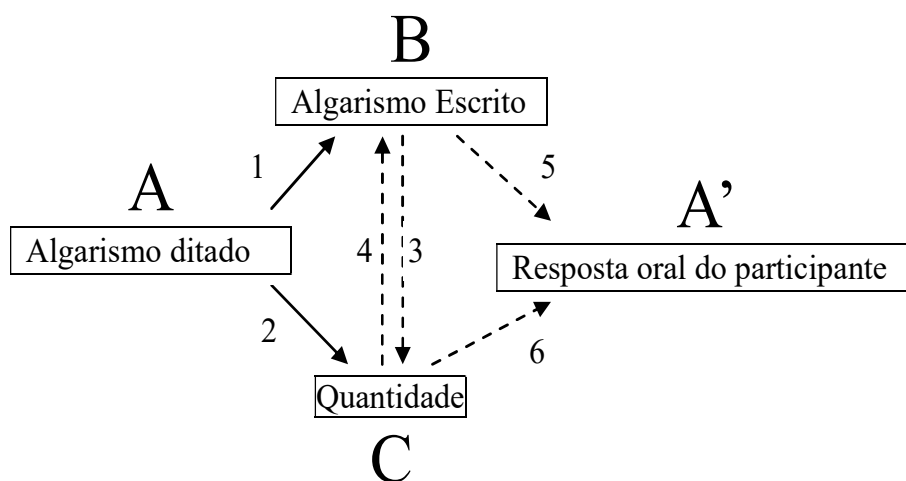 B
Algarismo Escrito
1
5
A
A’
Algarismo ditado
4
3
Resposta oral do participante
2
6
Quantidade
C